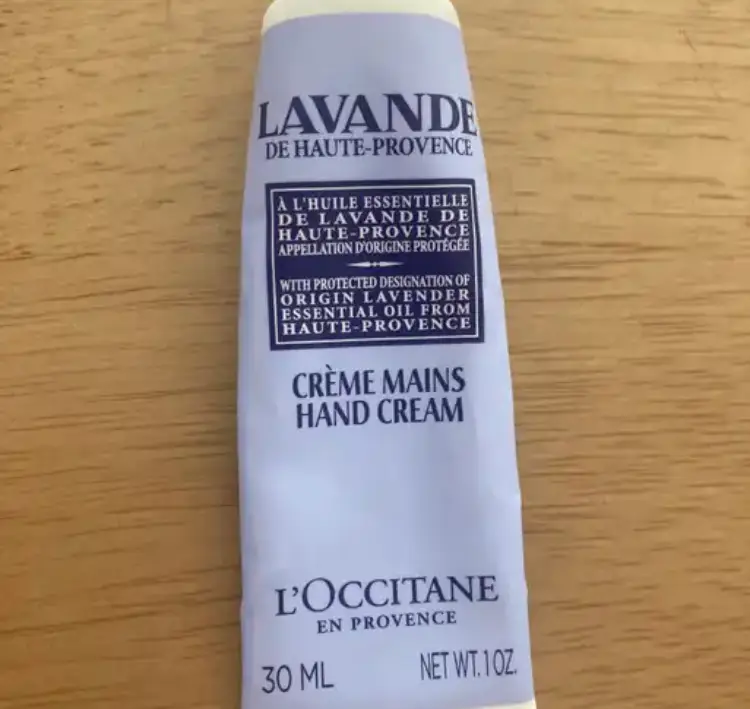 LAVANDE
DE HAUTE-PROVENCE
À L'HUILE ESSENTIELLE
DE LAVANDE DE
HAUTE-PROVENCE
APPELLATION D'ORIGINE PROTÉGÉE
WITH PROTECTED DESIGNATION OF
ORIGIN LAVENDER
ESSENTIAL OIL FROM
HAUTE-PROVENCE
CRÈME MAINS
HAND CREAM
L'OCCITANE
EN PROVENCE
30 ML NET WT. 1 OZ.